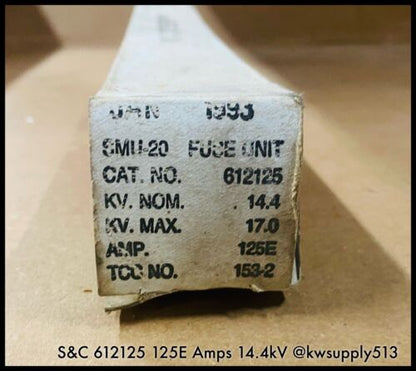 JAN 1993
SMU-20 FUSE UNIT
CAT. NO. 612125
KV. NOM. 14.4
KV. MAX. 17.0
AMP. 125E
TCC NO. 153-2
S&C 612125 125E Amps 14.4kV @kwsupply513